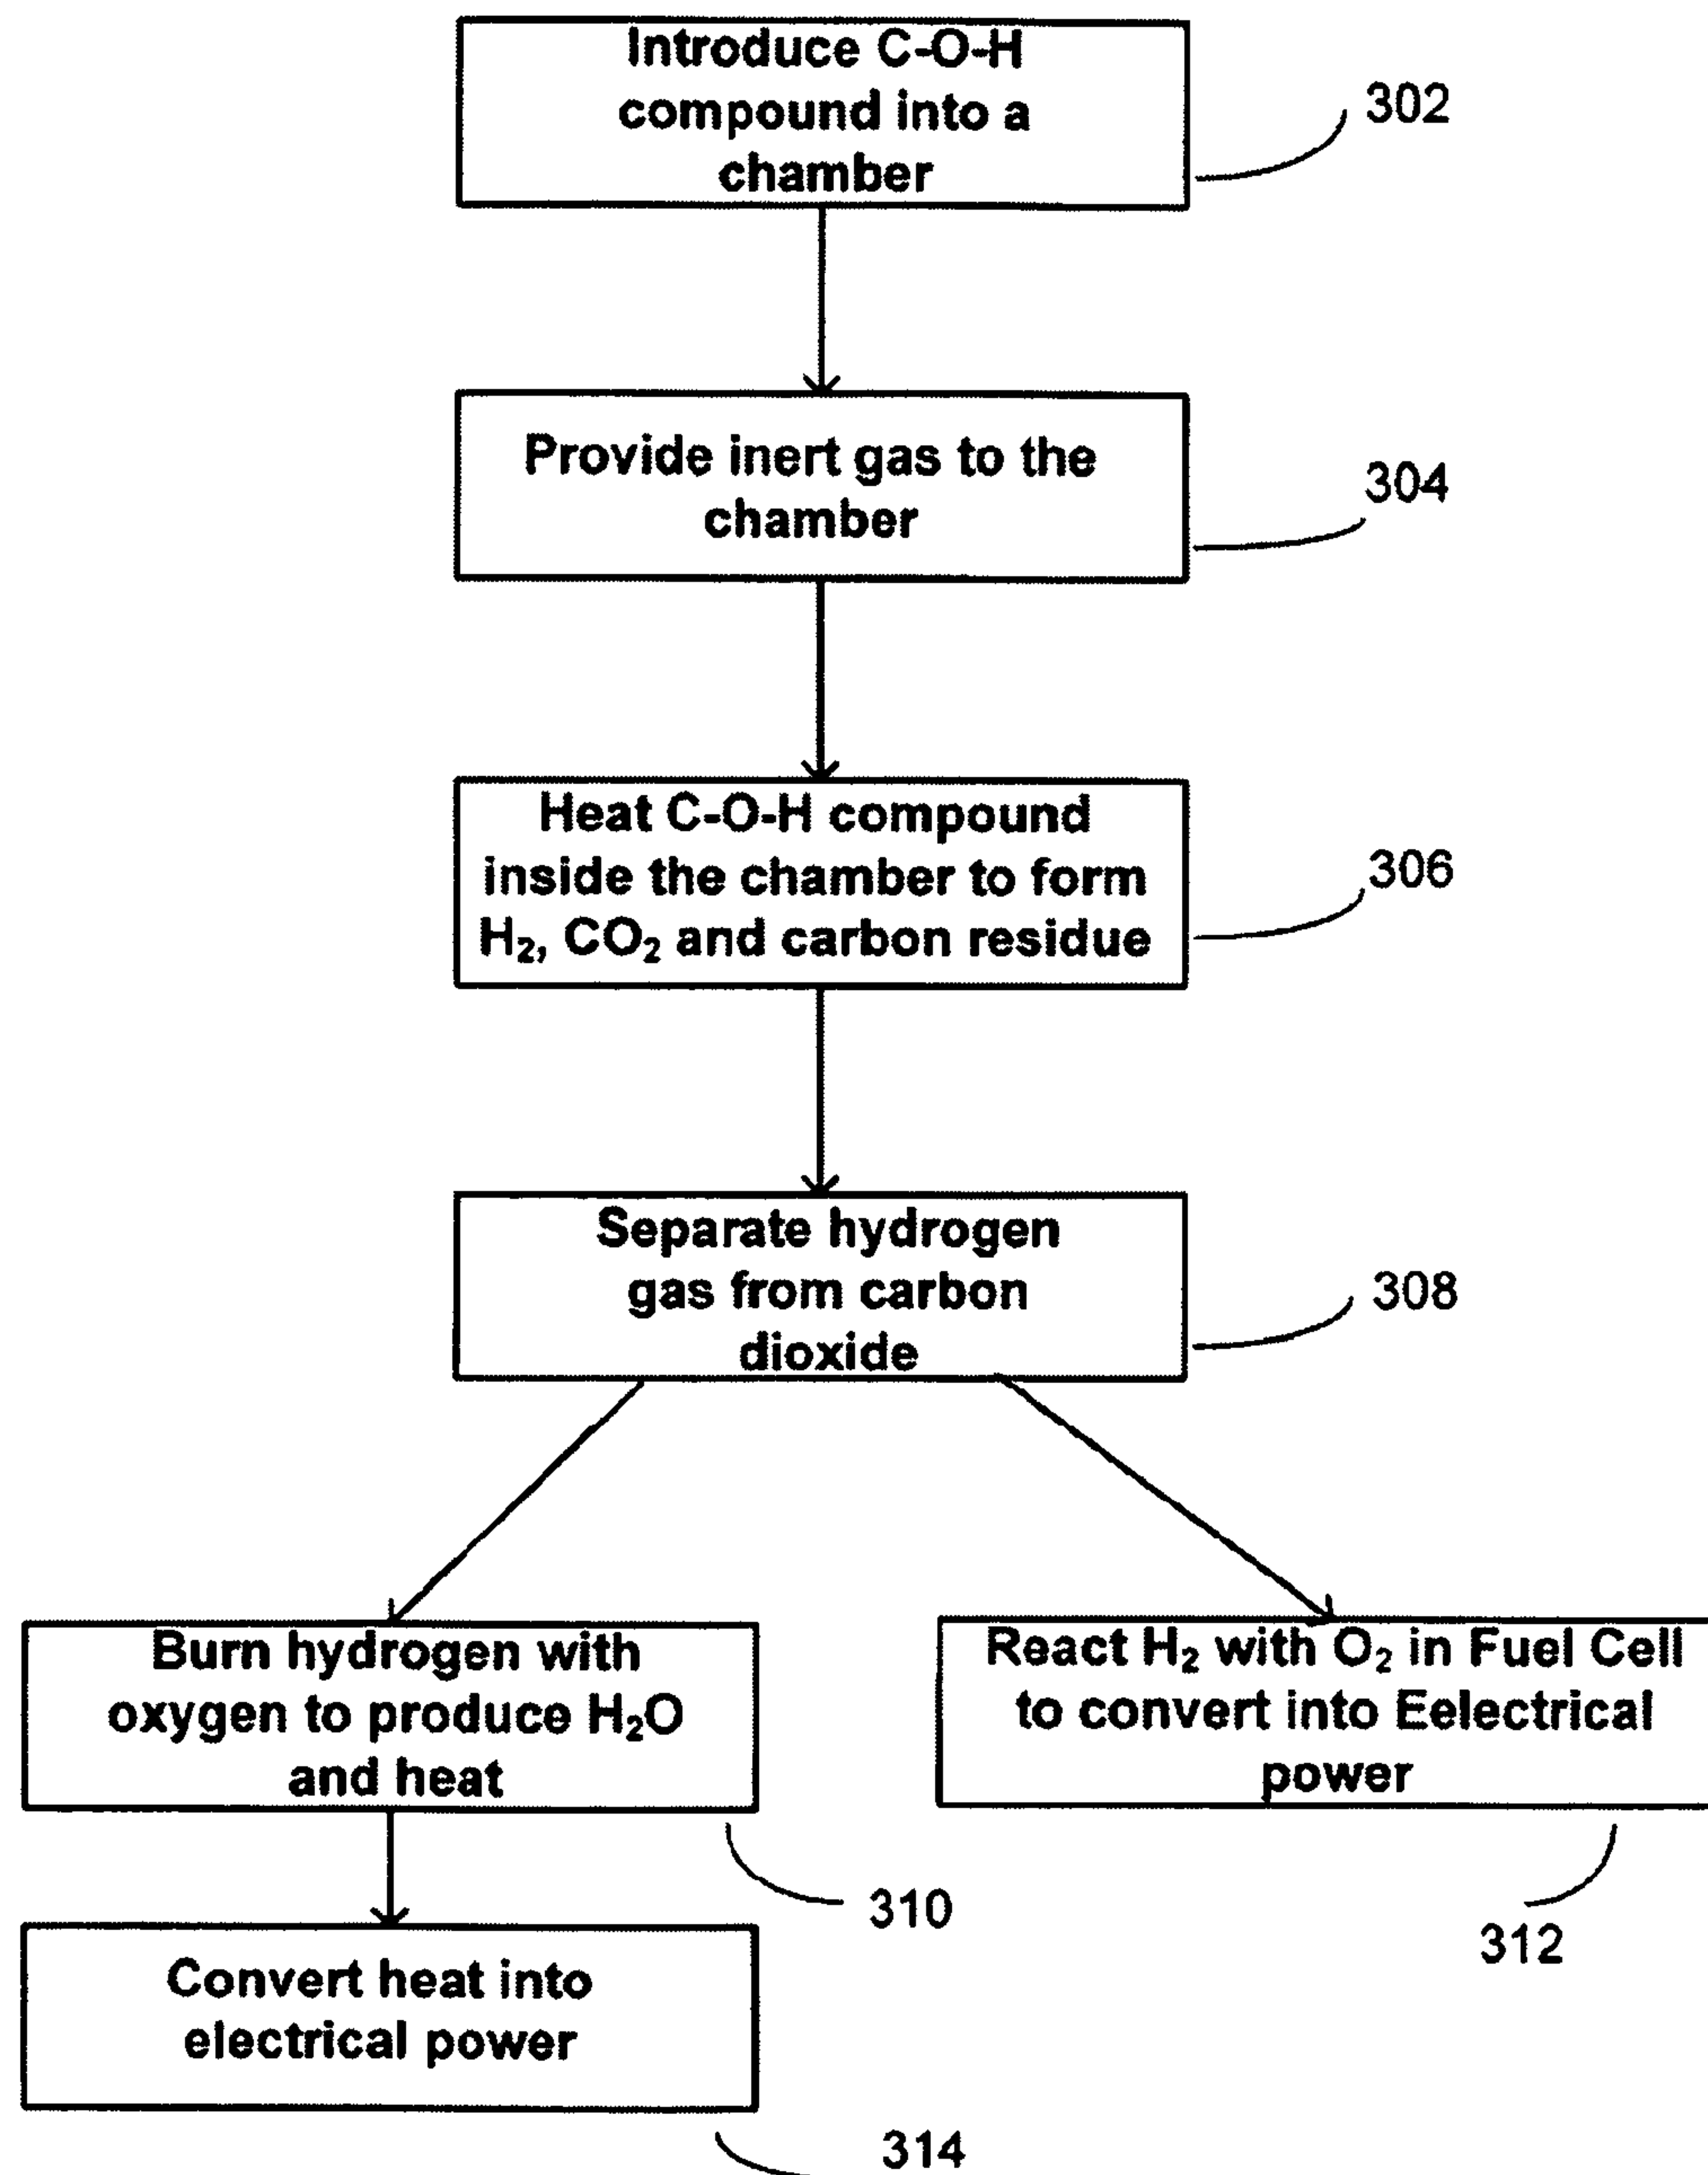 Introduce C-O-H
compound into a
chamber
302
Provide inert gas to the
chamber
304
Heat C-O-H compound
inside the chamber to form
H₂, CO₂ and carbon residue
306
Separate hydrogen
gas from carbon
dioxide
308
Burn hydrogen with
oxygen to produce H₂O
and heat
310
React H₂ with O₂ in Fuel Cell
to convert into Eelectrical
power
312
Convert heat into
electrical power
314